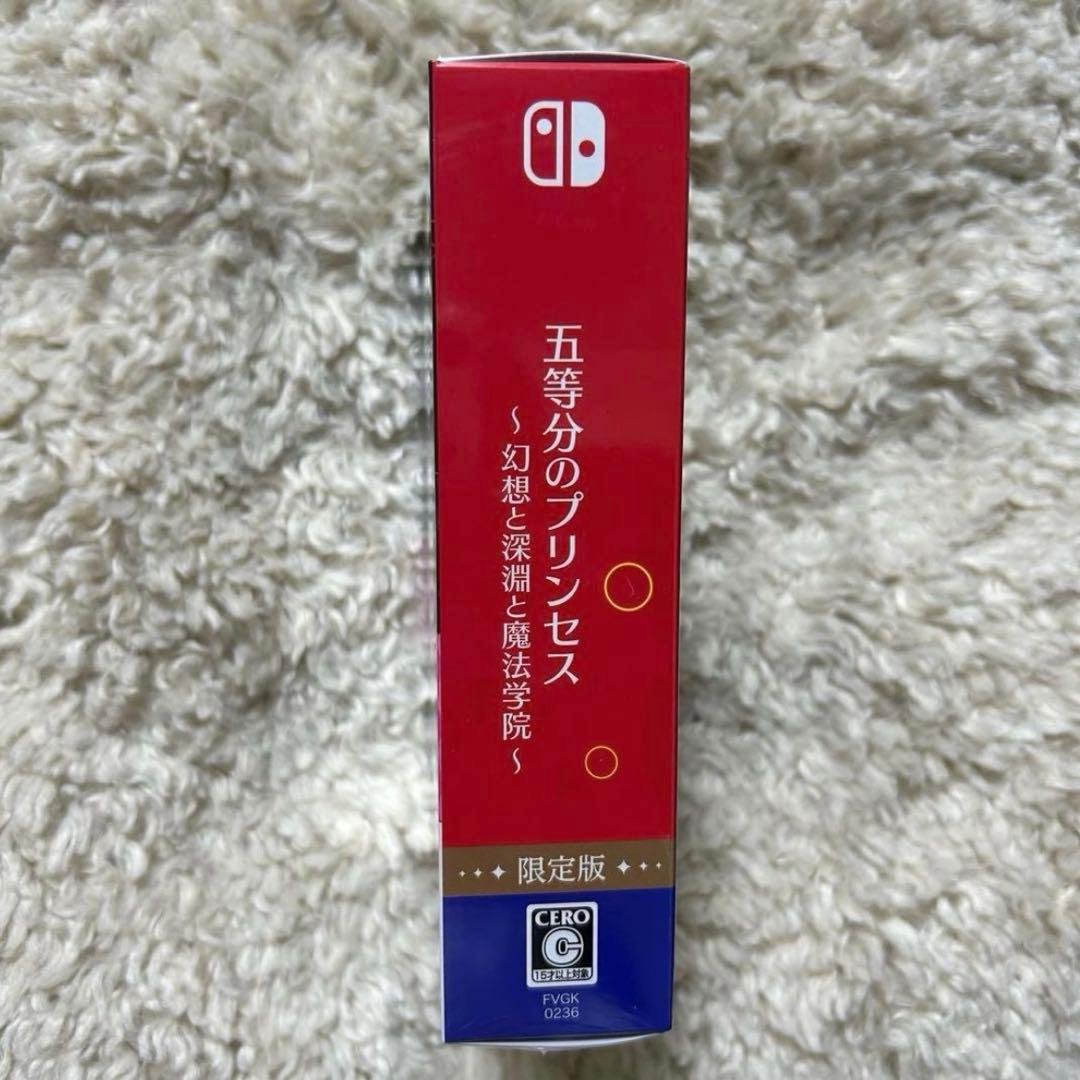 五等分のプリンセス
～幻想と深淵と魔法学院～
限定版
CERO
C
15才以上対象
FVGK
0236